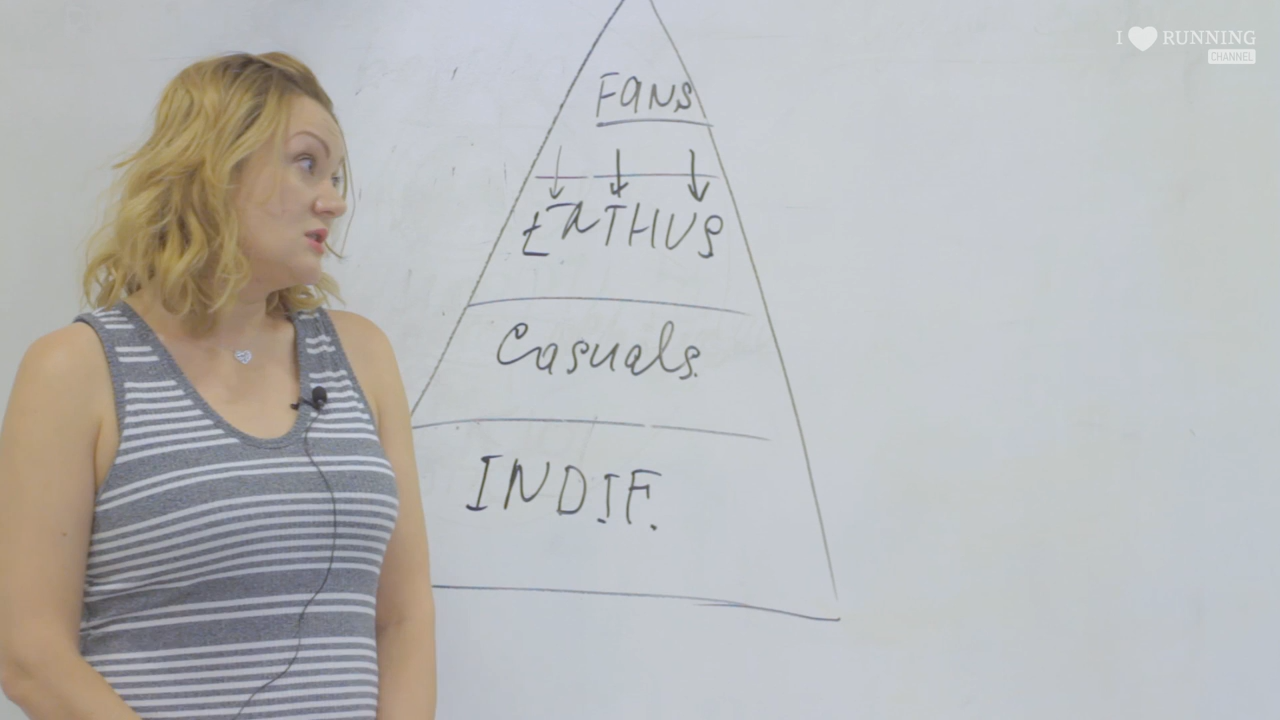 I RUNNING
CHANNEL
FANS
ENTHUS
Casuals.
INDIF.